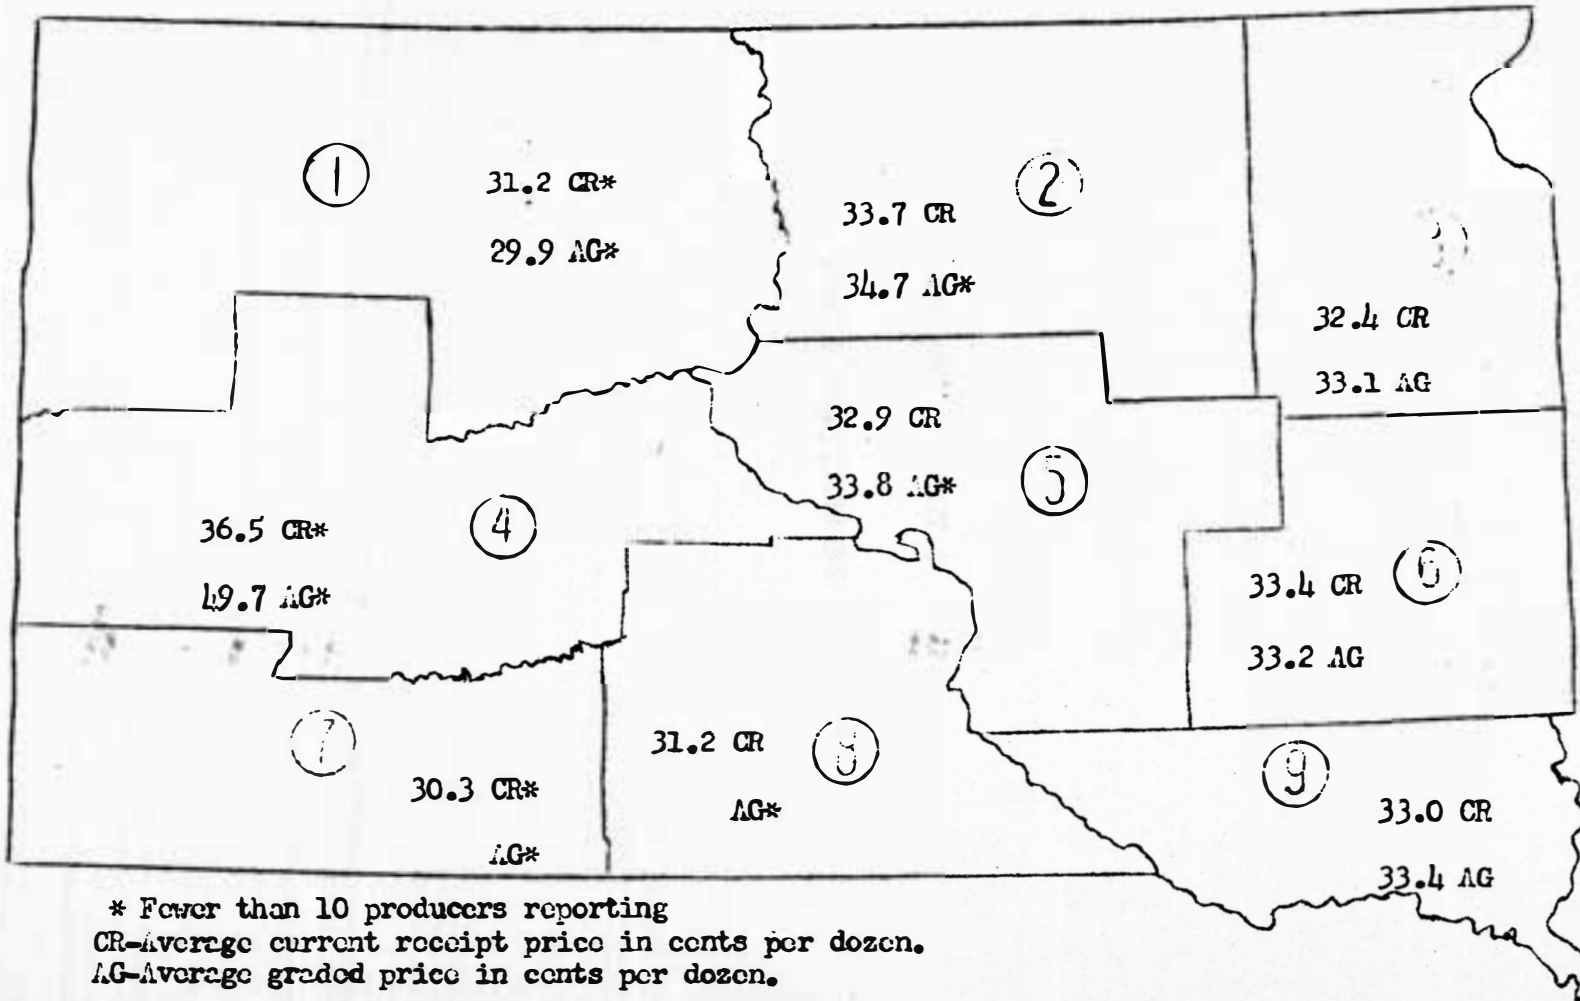 1
31.2 CR*
29.9 AG*
2
33.7 CR
34.7 AG*
32.4 CR
33.1 AG
4
36.5 CR*
49.7 AG*
5
32.9 CR
33.8 AG*
6
33.4 CR
33.2 AG
7
30.3 CR*
AG*
8
31.2 CR
AG*
9
33.0 CR
33.4 AG
* Fewer than 10 producers reporting
CR-Average current receipt price in cents per dozen.
AG-Average graded price in cents per dozen.